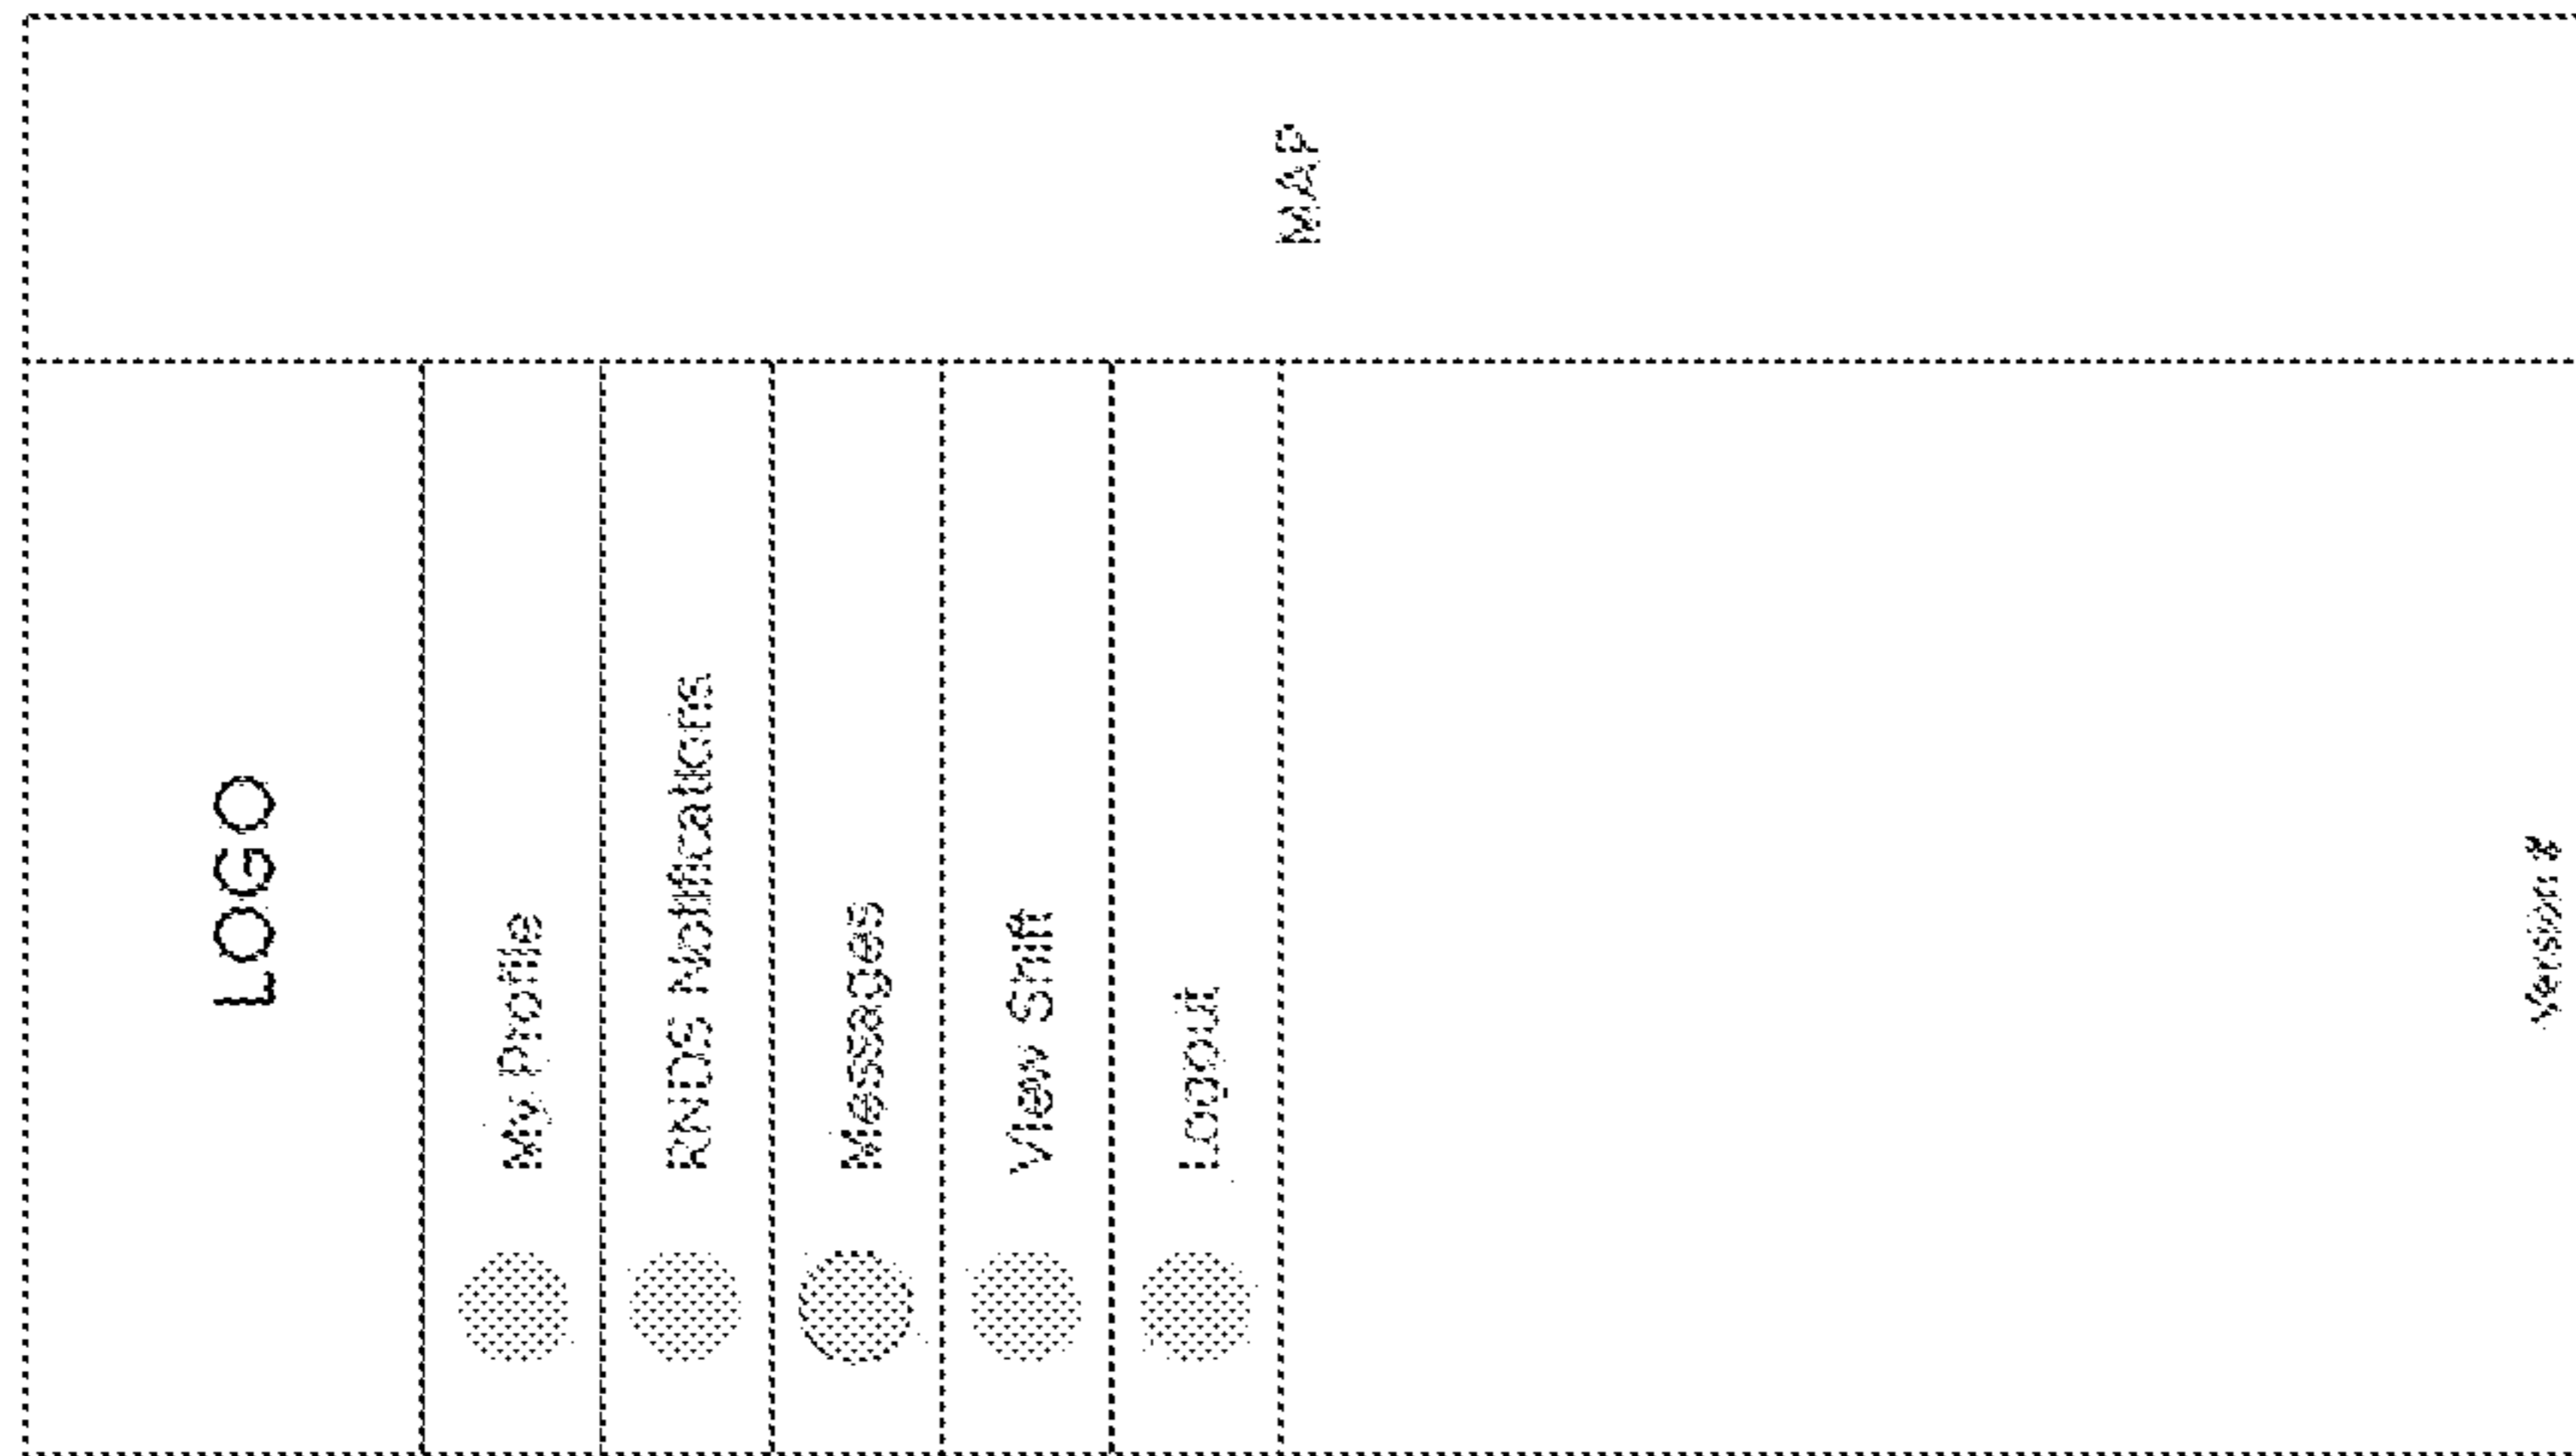 LOGO
My Profile
RNDS Notifications
Messages
View Shift
Logout
Version #
MAP